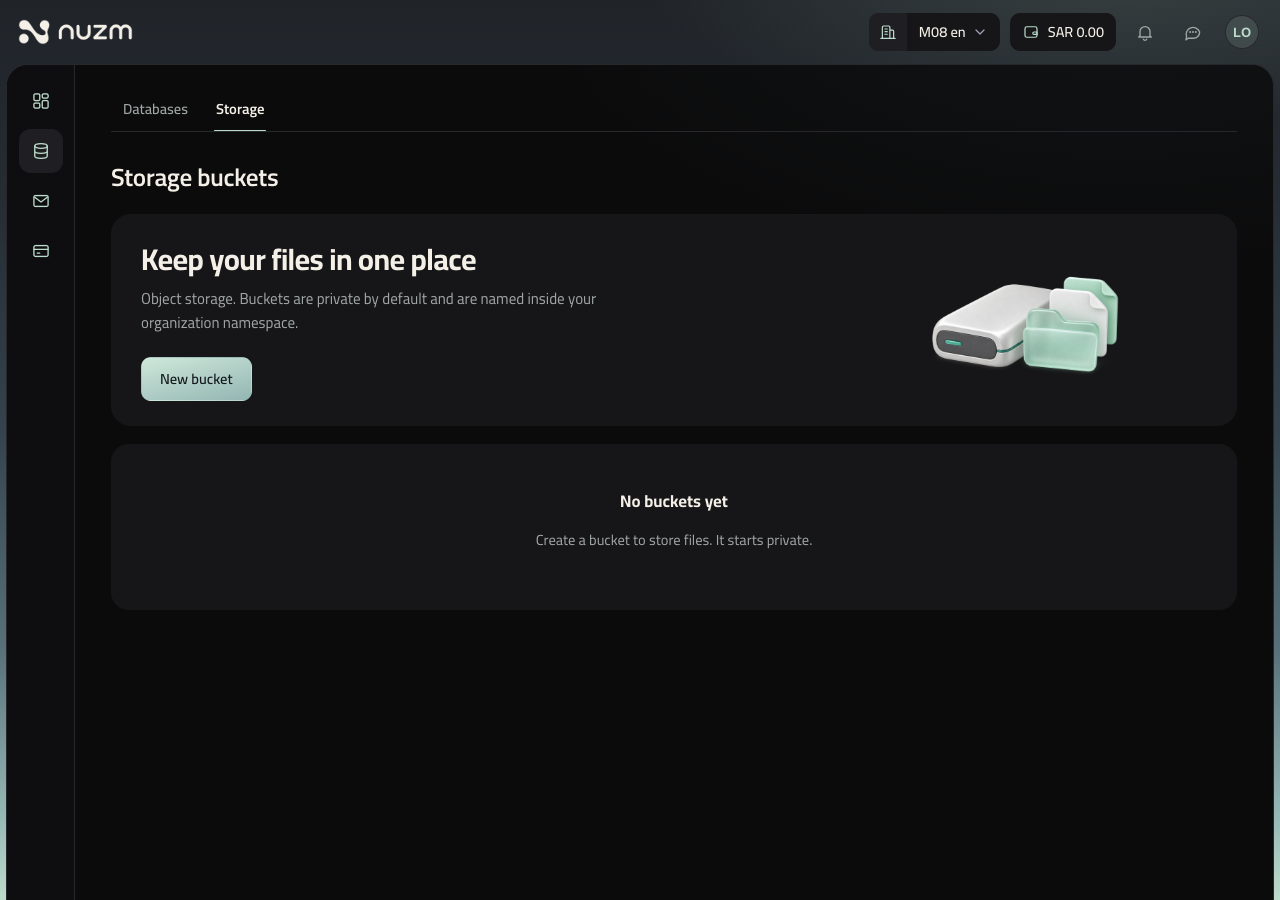 nuzm
M08 en
SAR 0.00
LO
Databases
Storage
Storage buckets
Keep your files in one place
Object storage. Buckets are private by default and are named inside your
organization namespace.
New bucket
No buckets yet
Create a bucket to store files. It starts private.